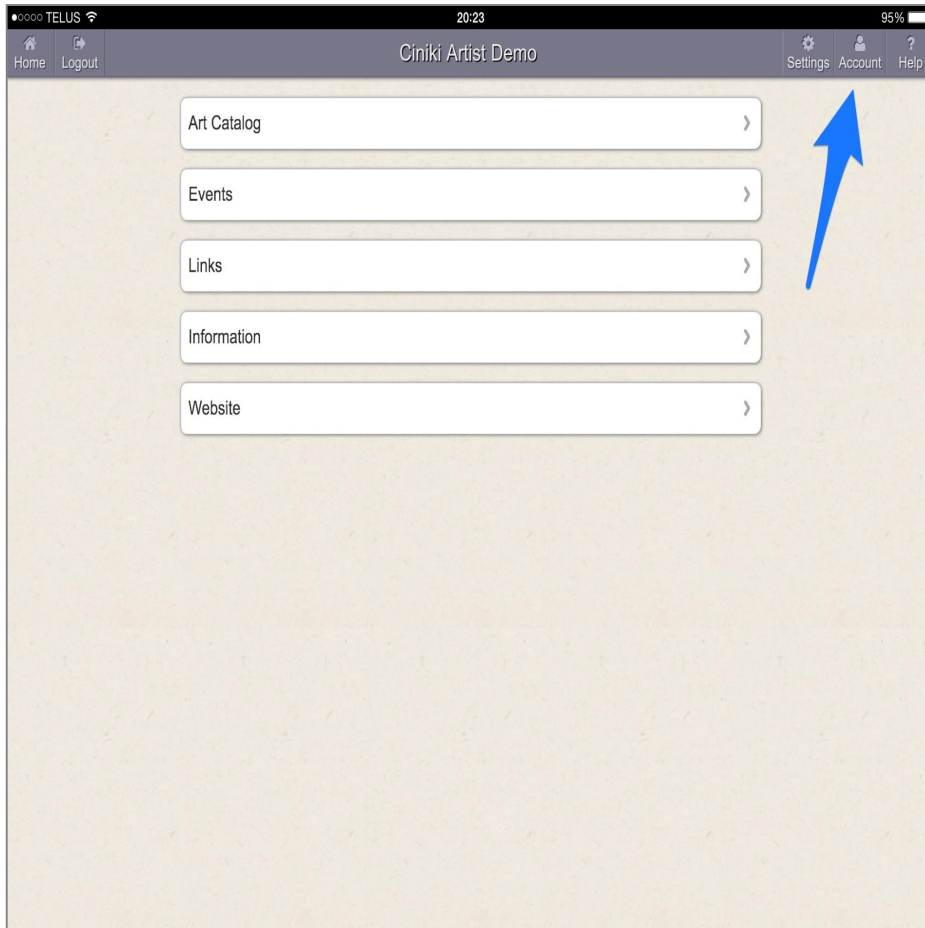 TELUS 20:23 95%
Home Logout Ciniki Artist Demo Settings Account ? Help
Art Catalog
Events
Links
Information
Website